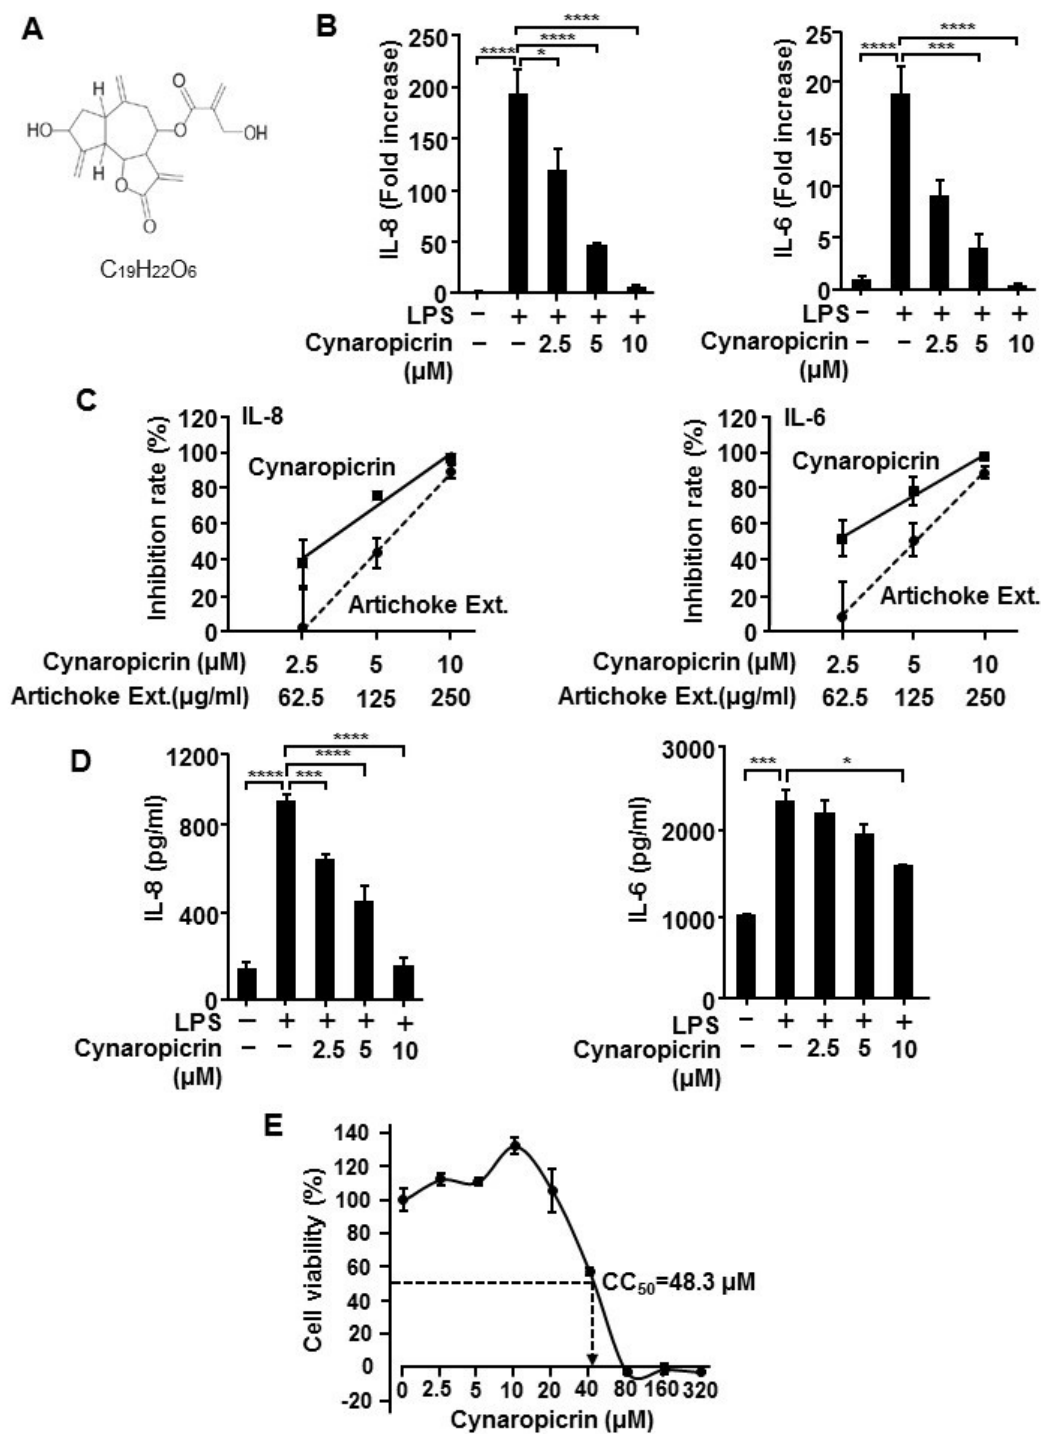 A
H
HO
H
O
O
O
O
OH
C19H22O6
B
****
****
**** *
250
200
150
100
50
0
IL-8 (Fold increase)
LPS − + + + +
Cynaropicrin − − 2.5 5 10
(µM)
****
**** ***
25
20
15
10
5
0
IL-6 (Fold increase)
LPS − + + + +
Cynaropicrin − − 2.5 5 10
(µM)
C
IL-8
120
100
80
60
40
20
0
Inhibition rate (%)
Cynaropicrin
Artichoke Ext.
Cynaropicrin (µM) 2.5 5 10
Artichoke Ext.(µg/ml) 62.5 125 250
IL-6
120
100
80
60
40
20
0
Inhibition rate (%)
Cynaropicrin
Artichoke Ext.
Cynaropicrin (µM) 2.5 5 10
Artichoke Ext.(µg/ml) 62.5 125 250
D
****
****
**** ***
1200
800
400
0
IL-8 (pg/ml)
LPS − + + + +
Cynaropicrin − − 2.5 5 10
(µM)
*** *
3000
2000
1000
0
IL-6 (pg/ml)
LPS − + + + +
Cynaropicrin − − 2.5 5 10
(µM)
E
140
120
100
80
60
40
20
0
-20
Cell viability (%)
CC50=48.3 µM
0 2.5 5 10 20 40 80 160 320
Cynaropicrin (µM)